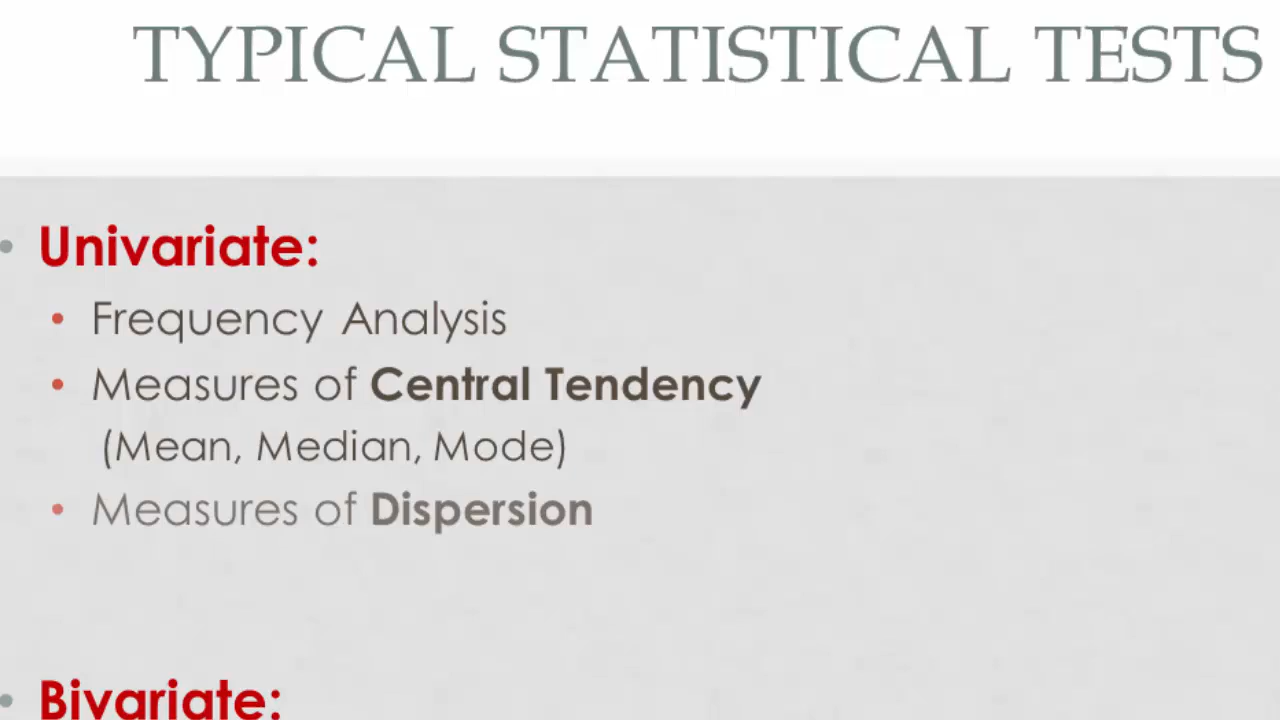 TYPICAL STATISTICAL TESTS
• Univariate:
• Frequency Analysis
• Measures of Central Tendency
(Mean, Median, Mode)
• Measures of Dispersion
• Bivariate: